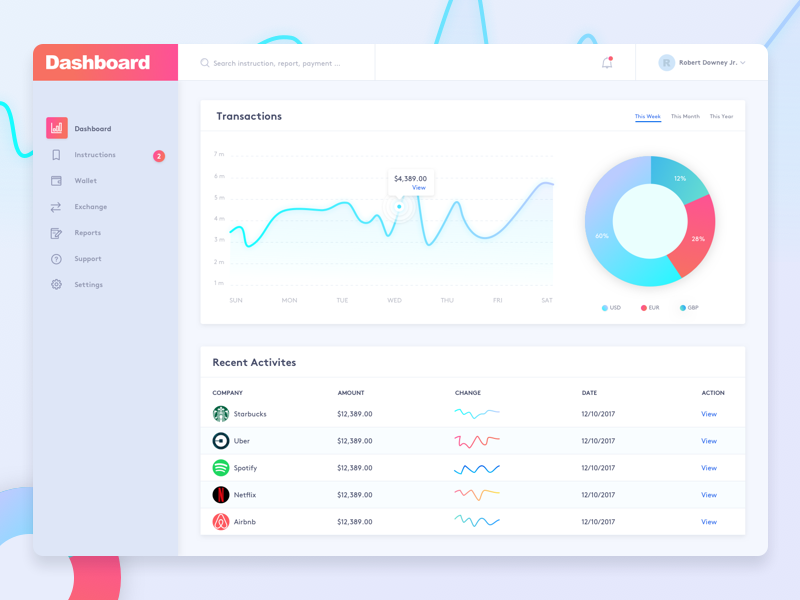 Dashboard
Search instruction, report, payment ...
R
Robert Downey Jr.
Dashboard
Instructions
2
Wallet
Exchange
Reports
Support
Settings
Transactions
This Week
This Month
This Year
7 m
6 m
5 m
4 m
3 m
2 m
1 m
$4,389.00
View
SUN
MON
TUE
WED
THU
FRI
SAT
12%
28%
60%
USD
EUR
GBP
Recent Activites
COMPANY AMOUNT CHANGE DATE ACTION
Starbucks $12,389.00 12/10/2017 View
Uber $12,389.00 12/10/2017 View
Spotify $12,389.00 12/10/2017 View
Netflix $12,389.00 12/10/2017 View
Airbnb $12,389.00 12/10/2017 View